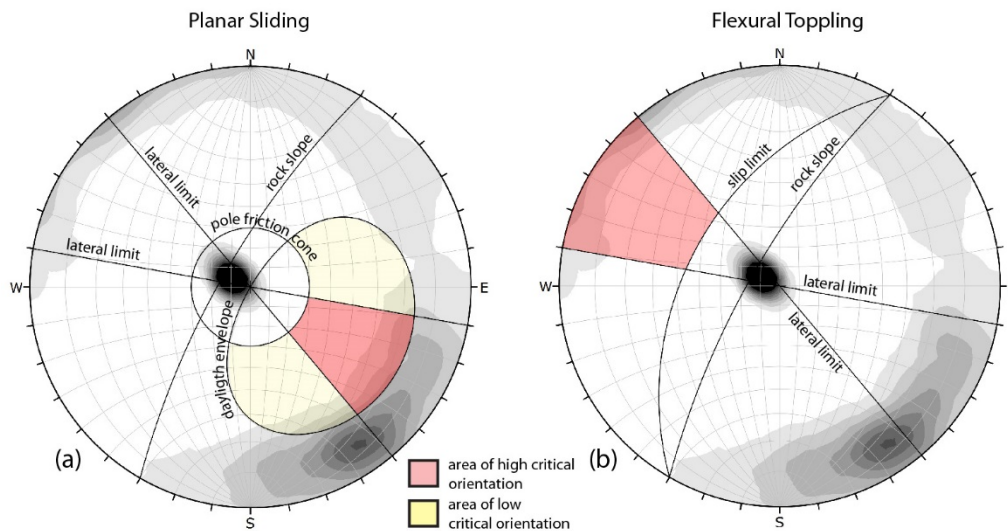 Planar Sliding
Flexural Toppling
N
lateral limit
rock slope
pole friction cone
lateral limit
W
E
dayligth envelope
S
(a)
N
slip limit
rock slope
W
lateral limit
lateral limit
S
(b)
area of high critical
orientation
area of low
critical orientation